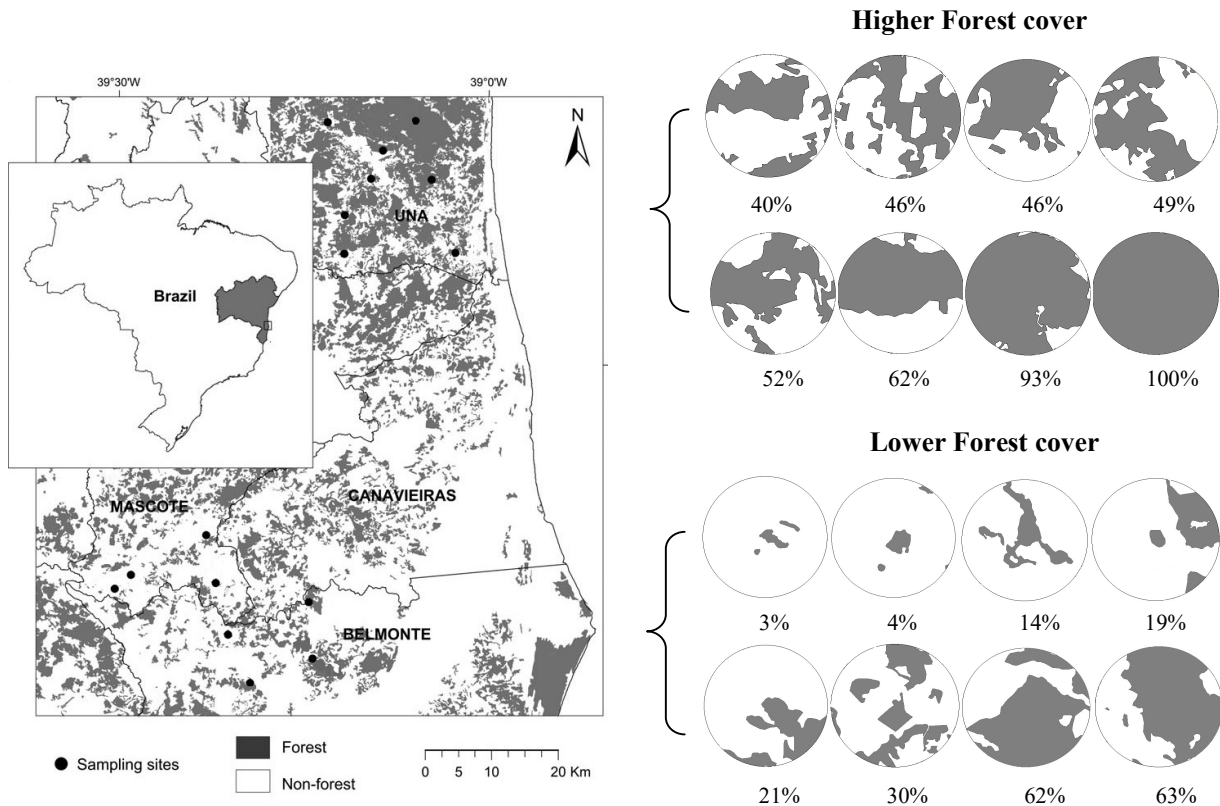 39°30'W
39°0'W
N
UNA
Brazil
MASCOTE
CANAVIEIRAS
BELMONTE
Sampling sites
Forest
Non-forest
0 5 10 20 Km
Higher Forest cover
40% 46% 46% 49%
52% 62% 93% 100%
Lower Forest cover
3% 4% 14% 19%
21% 30% 62% 63%